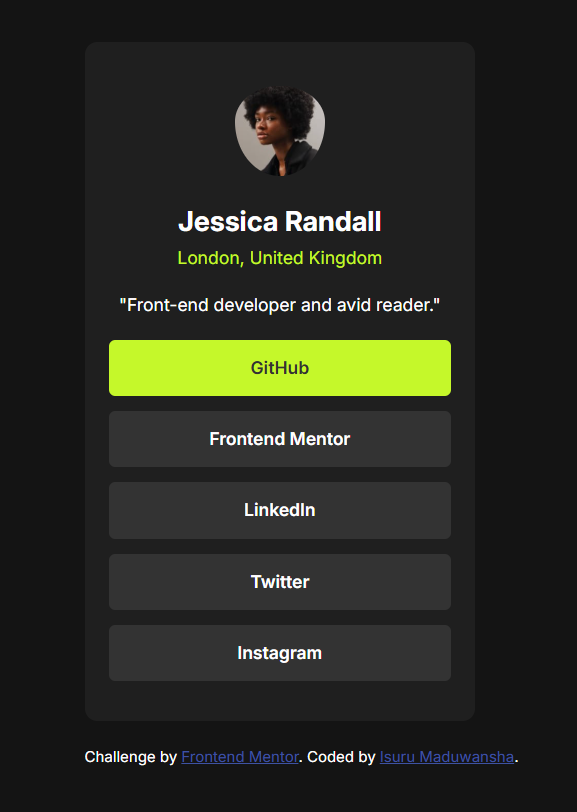 Jessica Randall
London, United Kingdom
"Front-end developer and avid reader."
GitHub
Frontend Mentor
LinkedIn
Twitter
Instagram
Challenge by Frontend Mentor. Coded by Isuru Maduwansha.